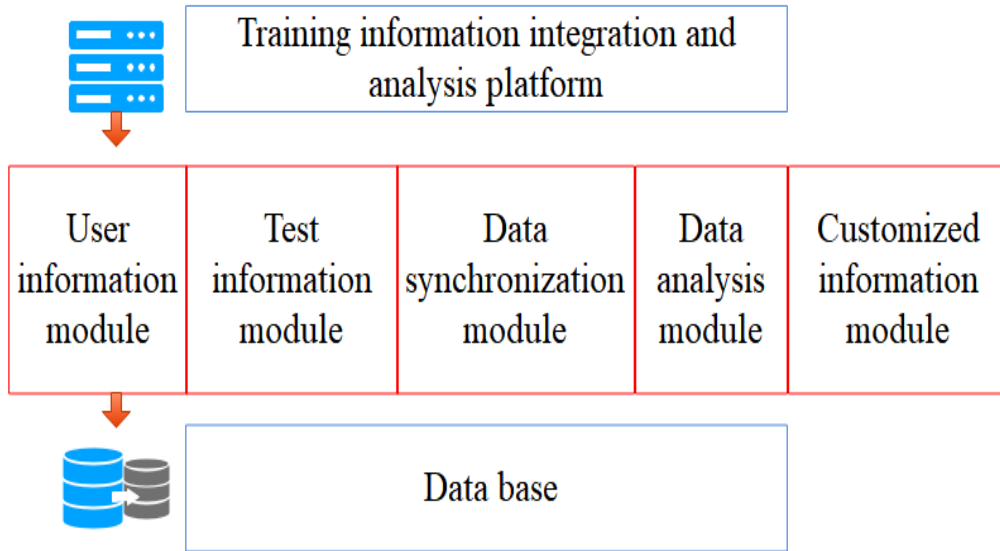 Training information integration and
analysis platform
User
information
module
Test
information
module
Data
synchronization
module
Data
analysis
module
Customized
information
module
Data base